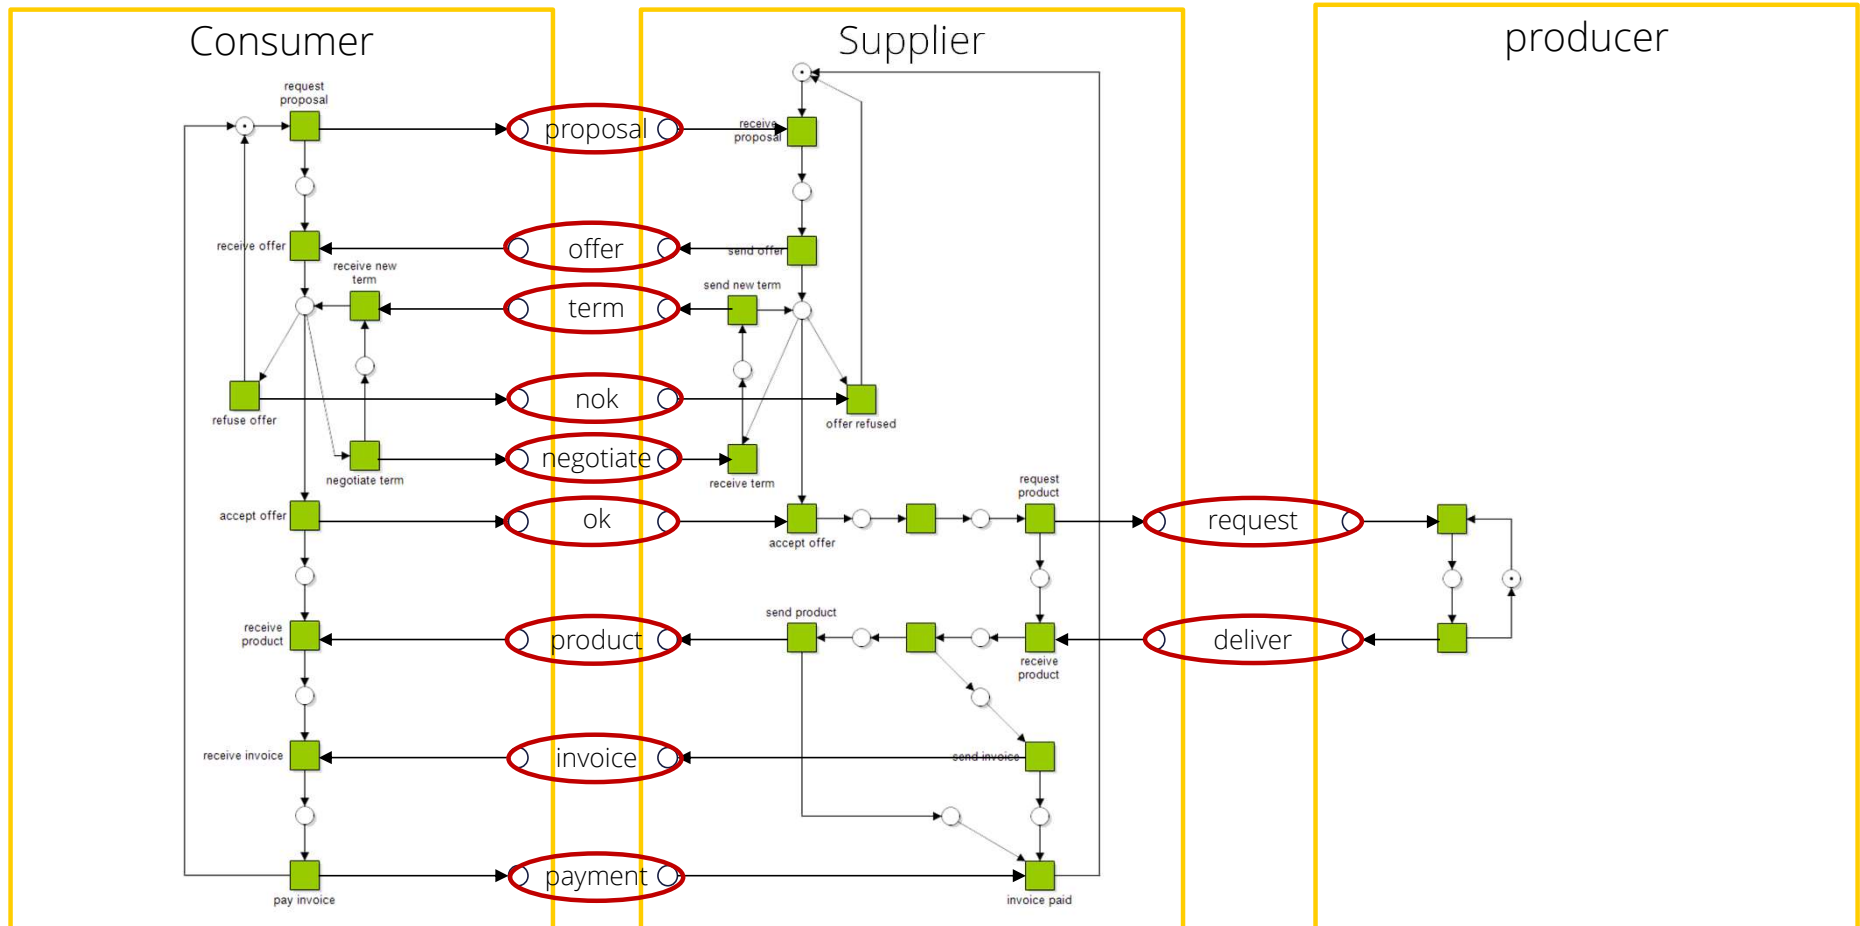 Consumer
Supplier
producer
request
proposal
proposal
receive
proposal
receive offer
offer
send offer
receive new
term
term
send new term
refuse offer
nok
offer refused
negotiate term
negotiate
receive term
accept offer
ok
accept offer
request
product
request
receive
product
product
send product
receive
product
deliver
receive invoice
invoice
send invoice
pay invoice
payment
invoice paid